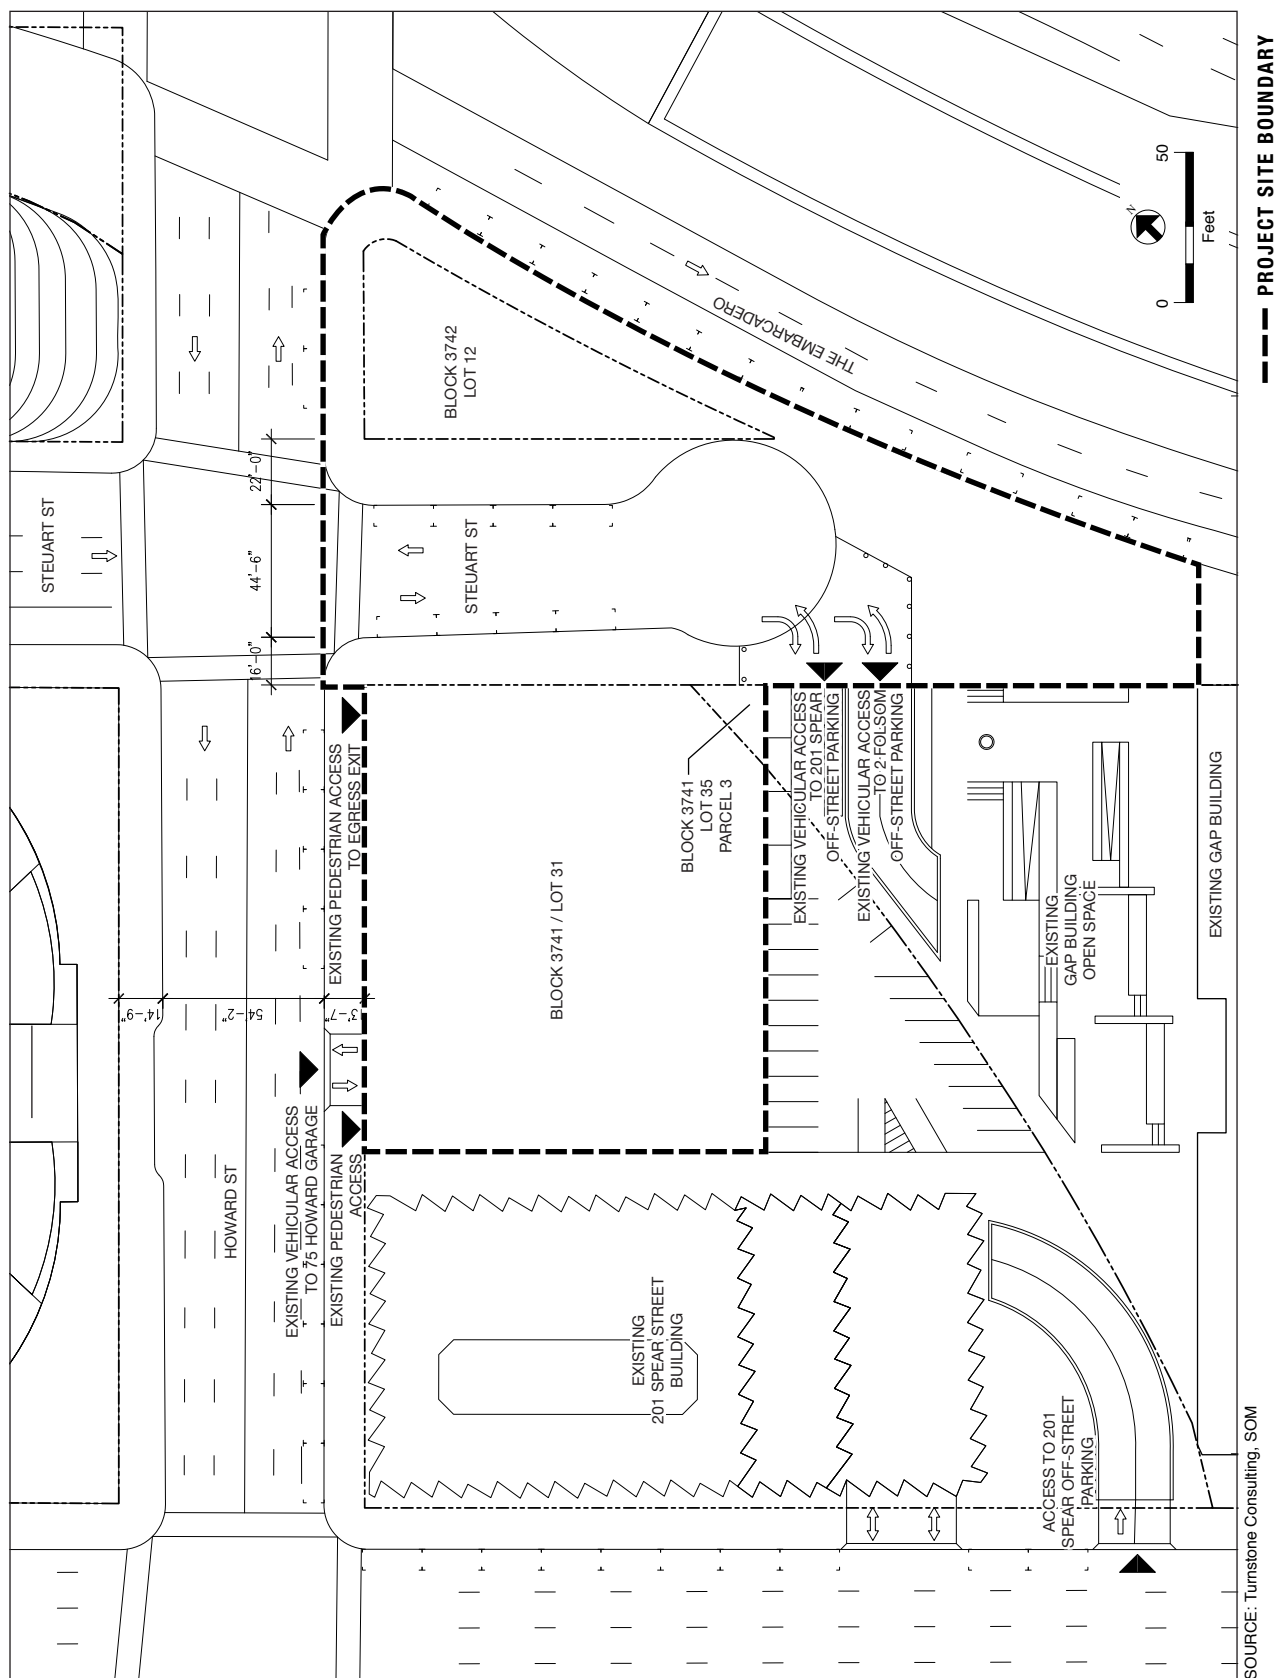 STEUART ST
22'-0"
44'-6"
16'-0"
STEUART ST
BLOCK 3742
LOT 12
THE EMBARCADERO
N
0
50
Feet
HOWARD ST
14'-9"
54'-2"
13'-7"
EXISTING PEDESTRIAN ACCESS
TO EGRESS EXIT
EXISTING VEHICULAR ACCESS
TO 75 HOWARD GARAGE
EXISTING PEDESTRIAN
ACCESS
BLOCK 3741 / LOT 31
BLOCK 3741
LOT 35
PARCEL 3
EXISTING VEHICULAR ACCESS
TO 201 SPEAR
OFF-STREET PARKING
EXISTING VEHICULAR ACCESS
TO 2 FOLSOM
OFF-STREET PARKING
EXISTING
GAP BUILDING
OPEN SPACE
EXISTING GAP BUILDING
EXISTING
201 SPEAR STREET
BUILDING
ACCESS TO 201
SPEAR OFF-STREET
PARKING
SOURCE: Turnstone Consulting, SOM
PROJECT SITE BOUNDARY